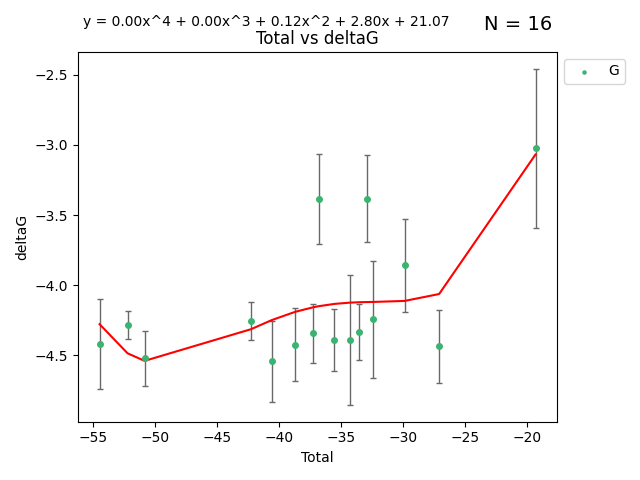 y = 0.00x^4 + 0.00x^3 + 0.12x^2 + 2.80x + 21.07
N = 16
Total vs deltaG
G
−2.5
−3.0
−3.5
−4.0
−4.5
deltaG
−55 −50 −45 −40 −35 −30 −25 −20
Total